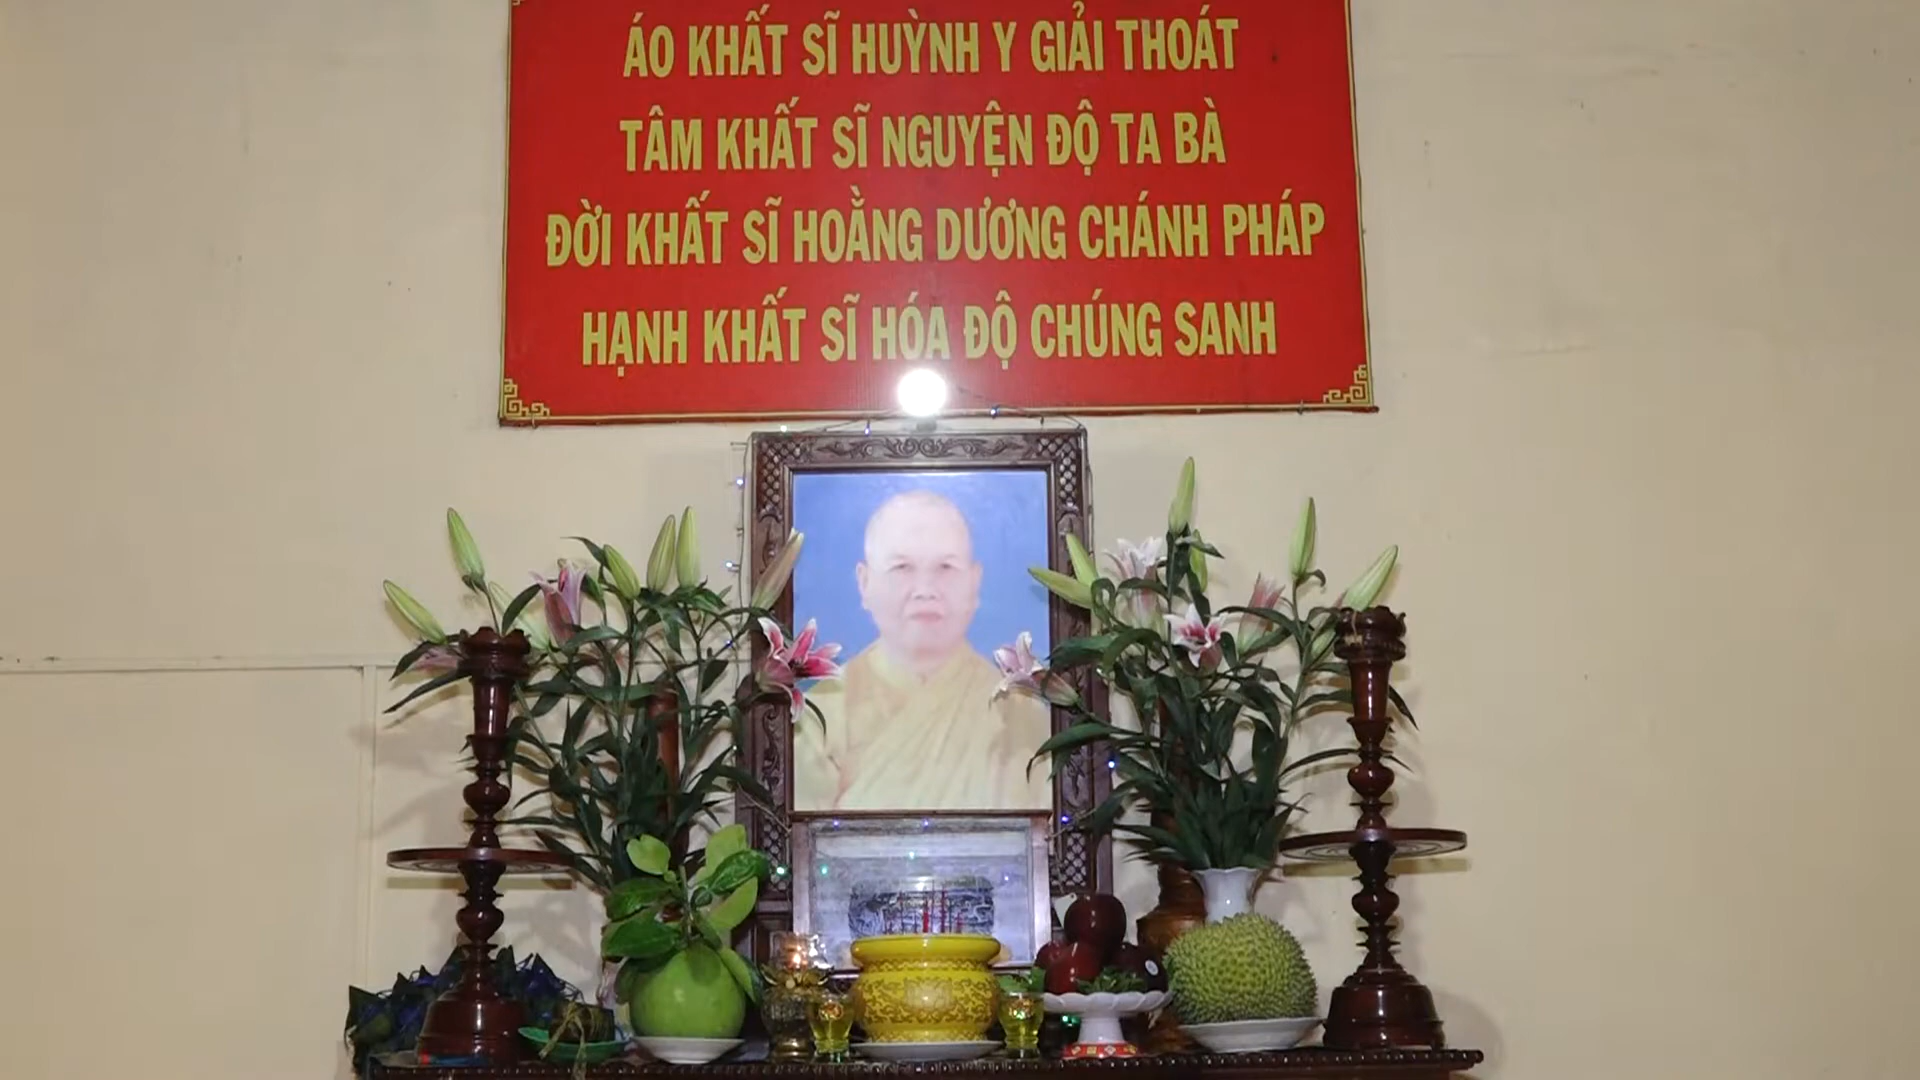 ÁO KHẤT SĨ HUỲNH Y GIẢI THOÁT
TÂM KHẤT SĨ NGUYỆN ĐỘ TA BÀ
ĐỜI KHẤT SĨ HOẰNG DƯƠNG CHÁNH PHÁP
HẠNH KHẤT SĨ HÓA ĐỘ CHÚNG SANH